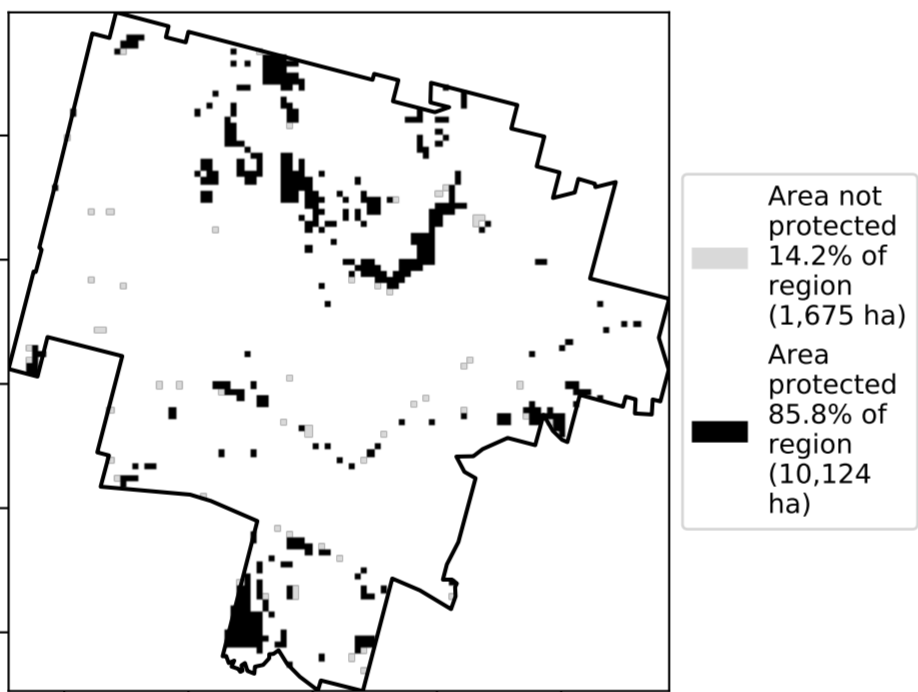 Area not
protected
14.2% of
region
(1,675 ha)
Area
protected
85.8% of
region
(10,124
ha)